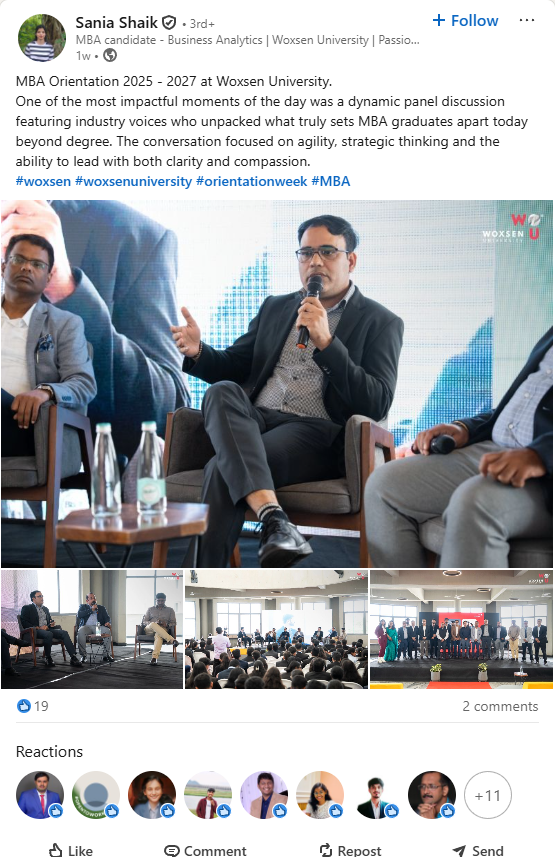 Sania Shaik • 3rd+
+ Follow
MBA candidate - Business Analytics | Woxsen University | Passio...
1w •
MBA Orientation 2025 - 2027 at Woxsen University.
One of the most impactful moments of the day was a dynamic panel discussion
featuring industry voices who unpacked what truly sets MBA graduates apart today
beyond degree. The conversation focused on agility, strategic thinking and the
ability to lead with both clarity and compassion.
#woxsen #woxsenuniversity #orientationweek #MBA
WOXSEN
UNIVERSITY
19
2 comments
Reactions
+11
Like
Comment
Repost
Send